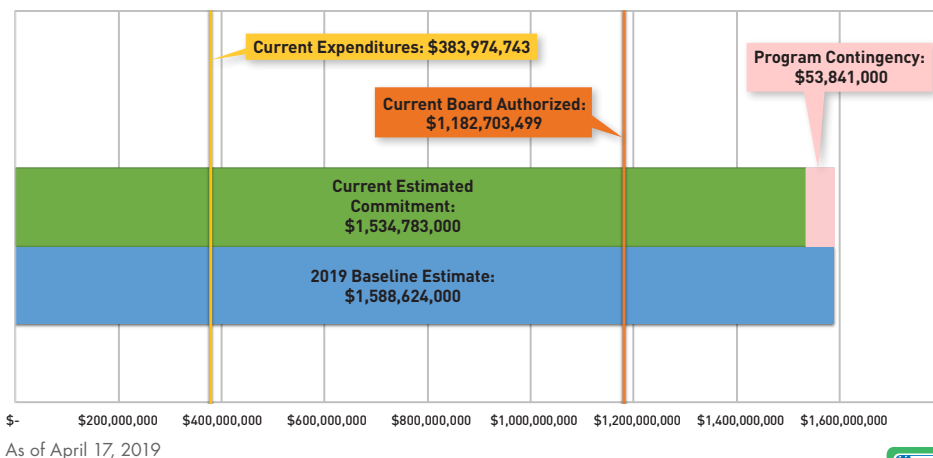 Current Expenditures: $383,974,743
Program Contingency:
$53,841,000
Current Board Authorized:
$1,182,703,499
Current Estimated
Commitment:
$1,534,783,000
2019 Baseline Estimate:
$1,588,624,000
$- $200,000,000 $400,000,000 $600,000,000 $800,000,000 $1,000,000,000 $1,200,000,000 $1,400,000,000 $1,600,000,000
As of April 17, 2019